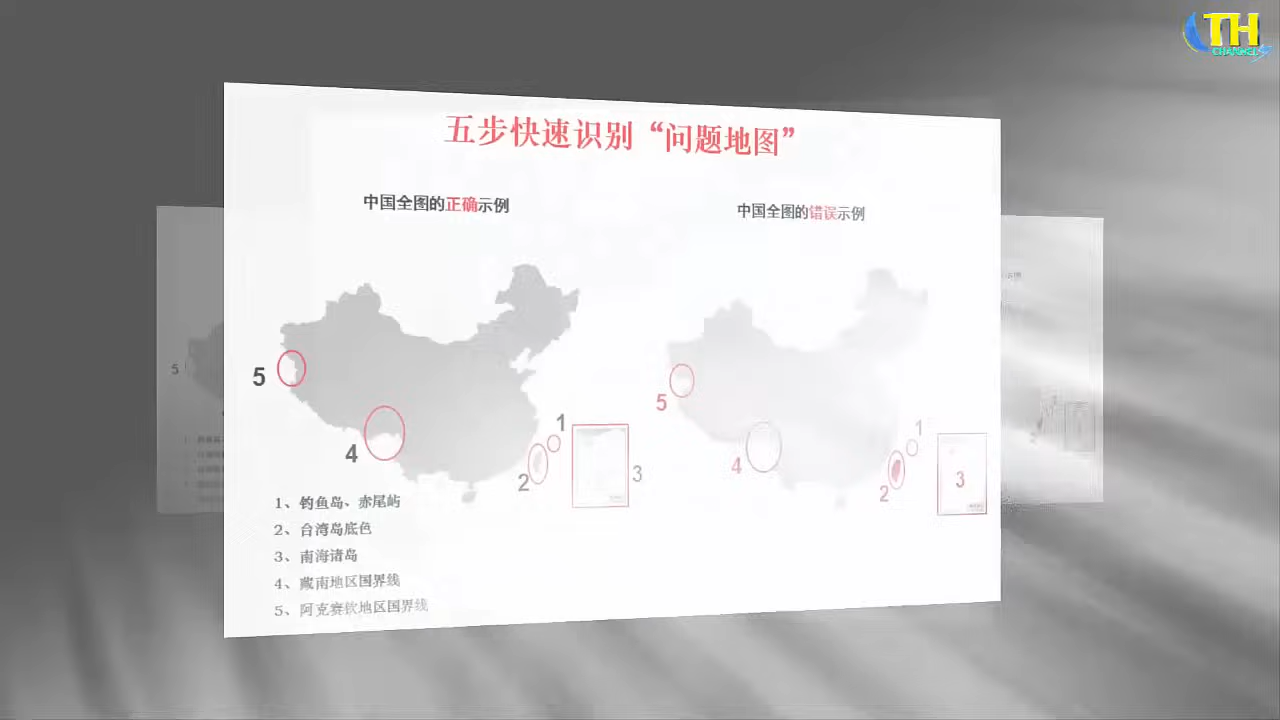 TH
CHANNELS
五步快速识别“问题地图”
中国全图的正确示例
中国全图的错误示例
5
4
1
2
3
5
4
1
2
3
5
1、钓鱼岛、赤尾屿
2、台湾岛底色
3、南海诸岛
4、藏南地区国界线
5、阿克赛钦地区国界线